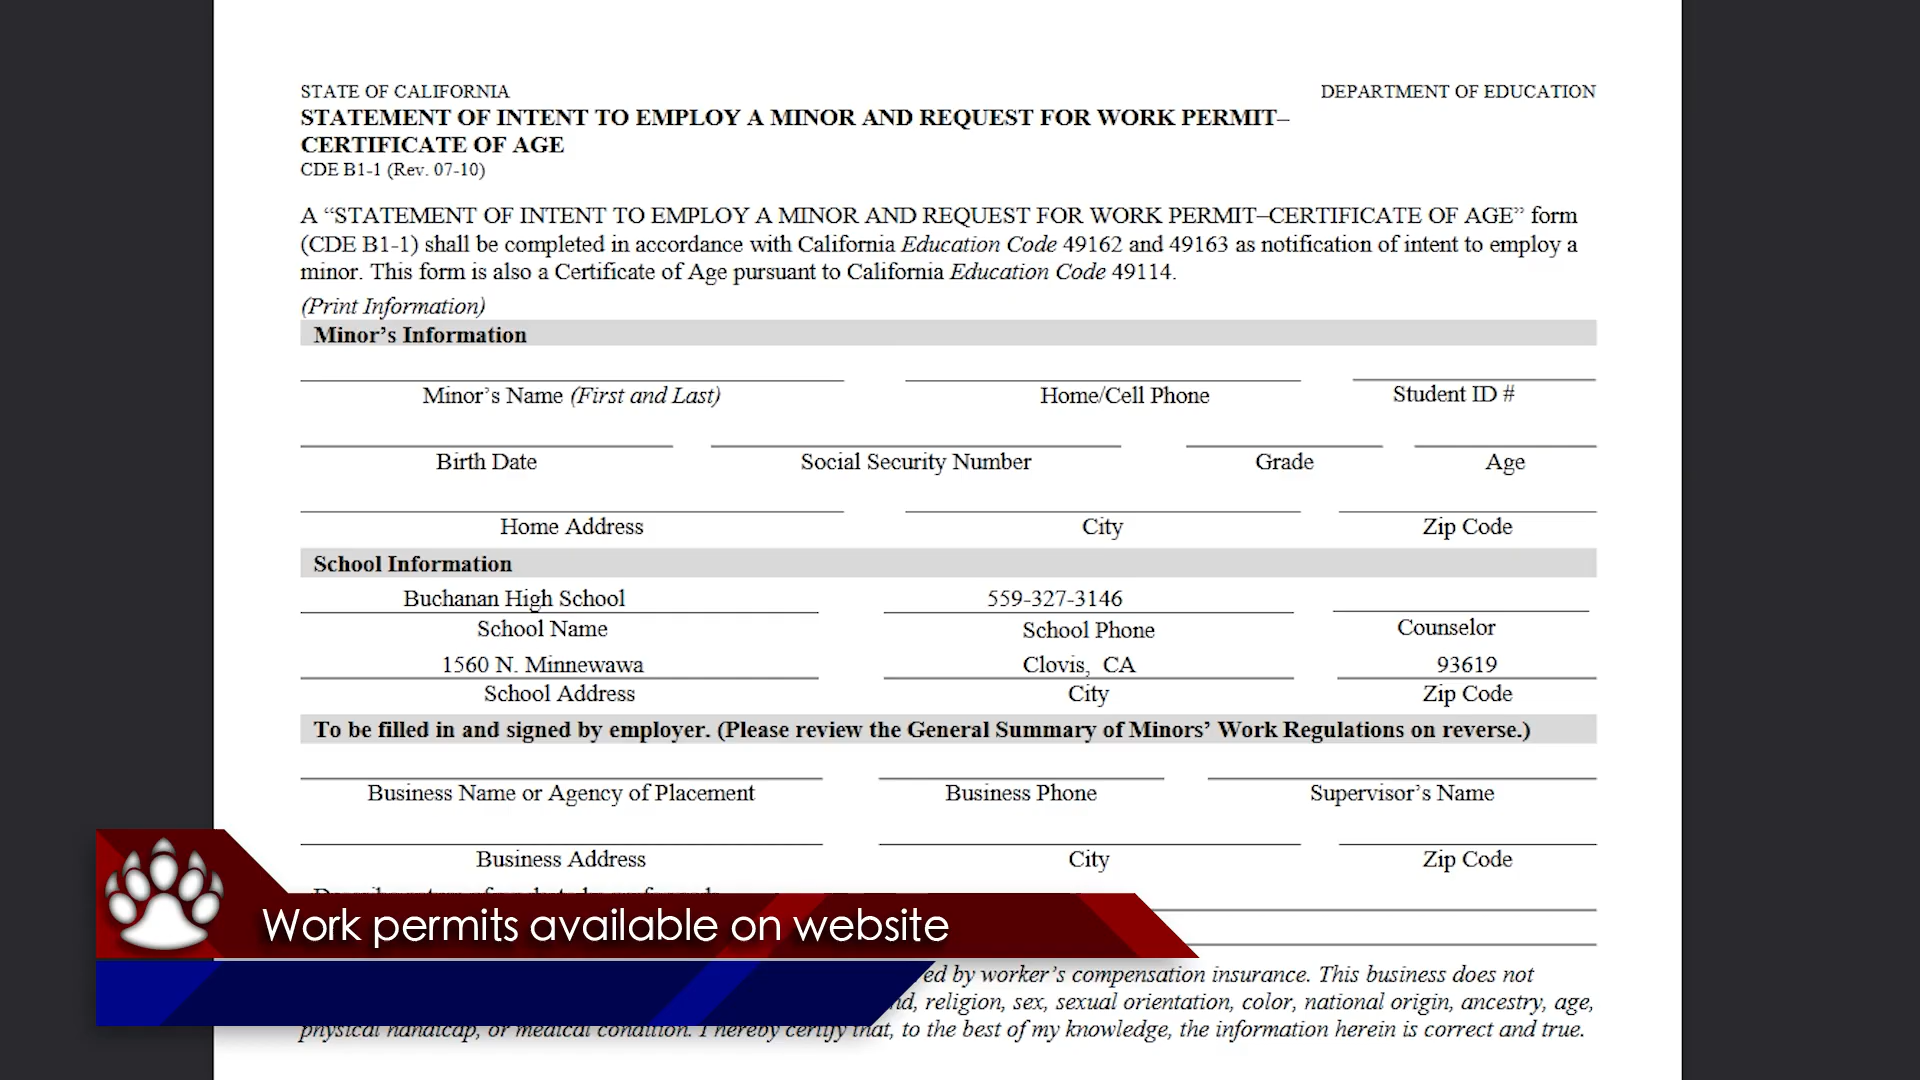 STATE OF CALIFORNIA DEPARTMENT OF EDUCATION
STATEMENT OF INTENT TO EMPLOY A MINOR AND REQUEST FOR WORK PERMIT–
CERTIFICATE OF AGE
CDE B1-1 (Rev. 07-10)
A “STATEMENT OF INTENT TO EMPLOY A MINOR AND REQUEST FOR WORK PERMIT–CERTIFICATE OF AGE” form
(CDE B1-1) shall be completed in accordance with California Education Code 49162 and 49163 as notification of intent to employ a
minor. This form is also a Certificate of Age pursuant to California Education Code 49114.
(Print Information)
Minor’s Information
Minor’s Name (First and Last) Home/Cell Phone Student ID #
Birth Date Social Security Number Grade Age
Home Address City Zip Code
School Information
Buchanan High School 559-327-3146
School Name School Phone Counselor
1560 N. Minnewawa Clovis, CA 93619
School Address City Zip Code
To be filled in and signed by employer. (Please review the General Summary of Minors’ Work Regulations on reverse.)
Business Name or Agency of Placement Business Phone Supervisor’s Name
Business Address City Zip Code
Work permits available on website
by worker’s compensation insurance. This business does not
religion, sex, sexual orientation, color, national origin, ancestry, age,
physical handicap, or medical condition. I hereby certify that, to the best of my knowledge, the information herein is correct and true.